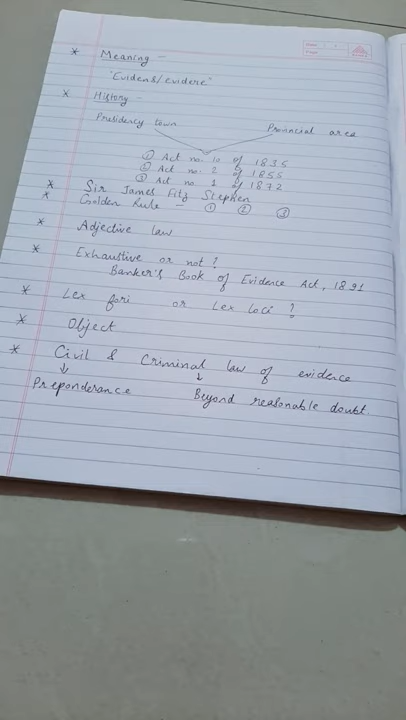 * Meaning -
"Evidens/evidere"
* History -
Presidency town Provincial area
① Act no. 10 of 1835
② Act no. 2 of 1855
③ Act no. 1 of 1872
* Sir James Fitz Stephen
* Golden Rule - ① ② ③
* Adjective law
* Exhaustive or not?
Banker's Book of Evidence Act, 1891
* Lex fori or Lex Loci?
* Object
* Civil & Criminal law of evidence
↓ ↓
Preponderance Beyond reasonable doubt.